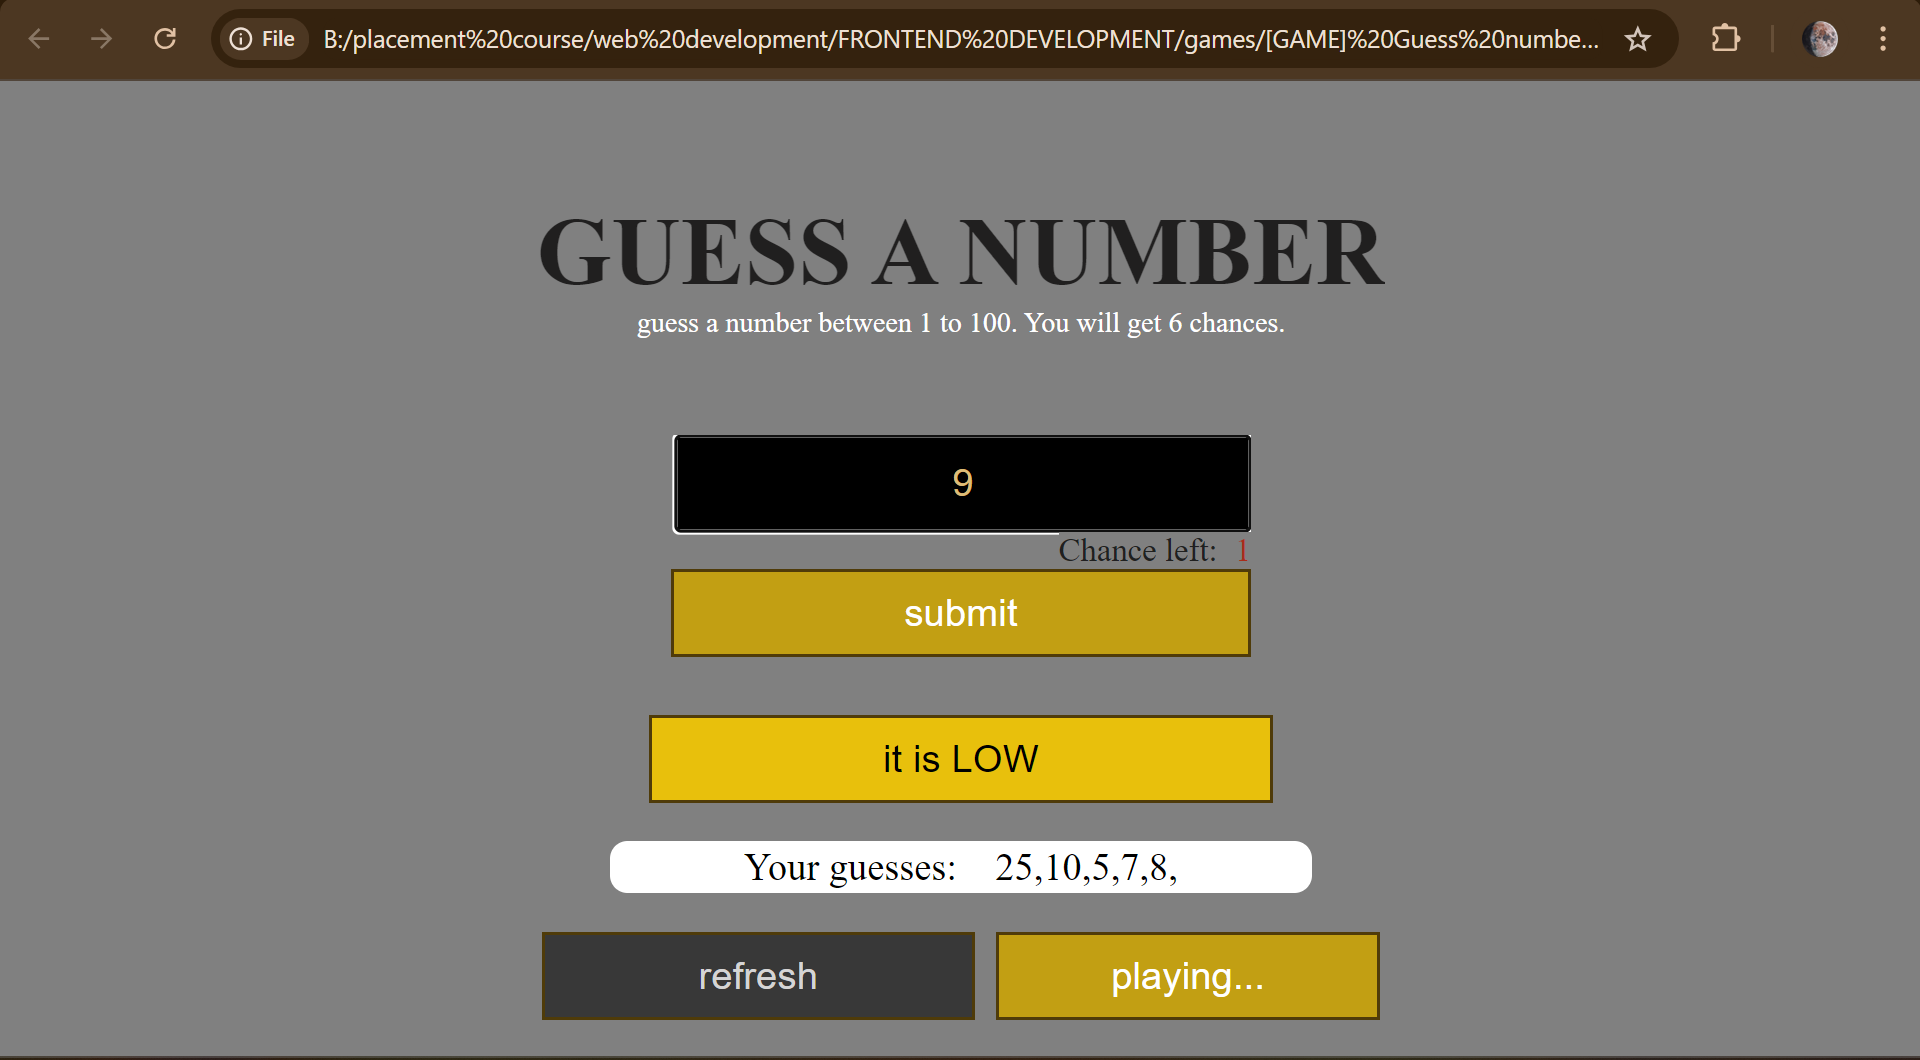 File B:/placement%20course/web%20development/FRONTEND%20DEVELOPMENT/games/[GAME]%20Guess%20numbe...
GUESS A NUMBER
guess a number between 1 to 100. You will get 6 chances.
9
Chance left: 1
submit
it is LOW
Your guesses: 25,10,5,7,8,
refresh playing...